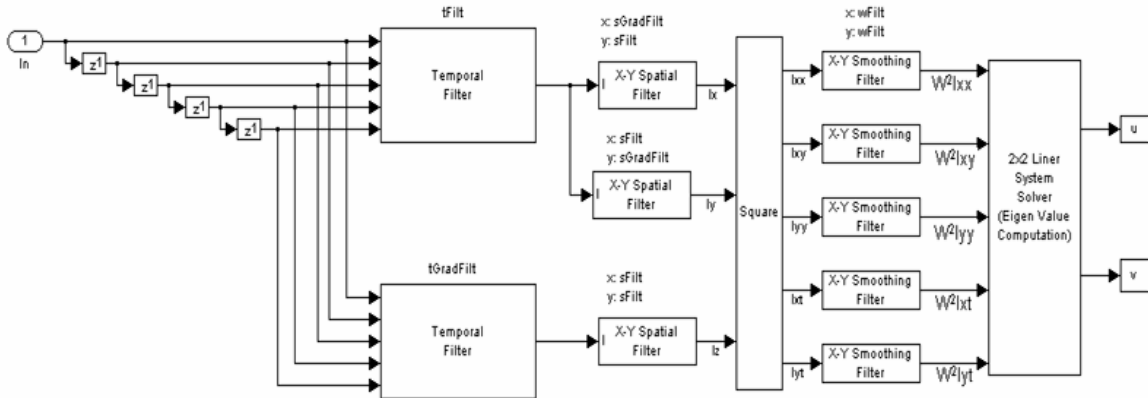 1
In
z1
z1
z1
z1
tFilt
Temporal
Filter
x: sGradFilt
y: sFilt
I
X-Y Spatial
Filter
Ix
x: sFilt
y: sGradFilt
I
X-Y Spatial
Filter
Iy
tGradFilt
Temporal
Filter
x: sFilt
y: sFilt
I
X-Y Spatial
Filter
Iz
Square
x: wFilt
y: wFilt
Ixx
X-Y Smoothing
Filter
W²Ixx
Ixy
X-Y Smoothing
Filter
W²Ixy
Iyy
X-Y Smoothing
Filter
W²Iyy
Ixt
X-Y Smoothing
Filter
W²Ixt
Iyt
X-Y Smoothing
Filter
W²Iyt
2x2 Liner
System
Solver
(Eigen Value
Computation)
u
v